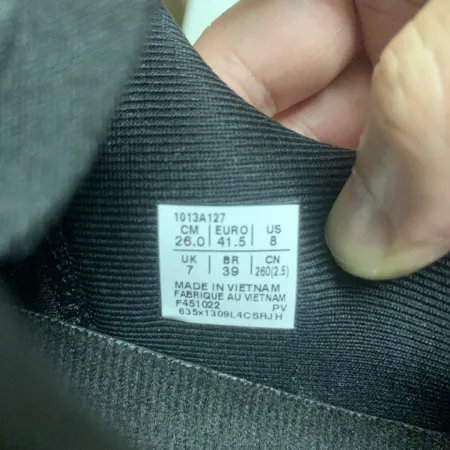 1013A127
CM | EURO | US
26.0 | 41.5 | 8
UK | BR | CN
7 | 39 | 260(2.5)
MADE IN VIETNAM
FABRIQUE AU VIETNAM
F451022 PV
635x1309L4CSRJH